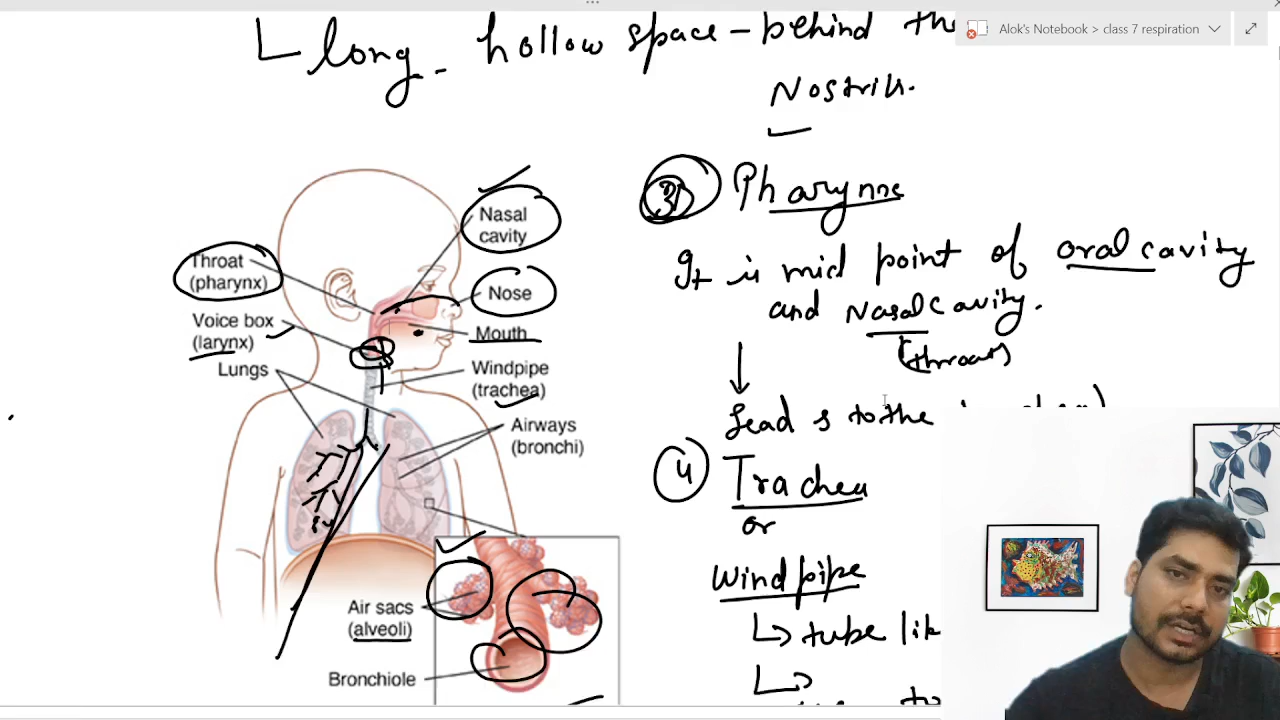 Alok's Notebook > class 7 respiration
↳ long hollow space - behind the
Nostrils.
③ Pharynne
It is mid point of oral cavity
and Nasal cavity.
(throat)
↓
Lead s to the
④ Trachea
or
Windpipe
↳ tube lik
↳
Nasal
cavity
Throat
(pharynx)
Nose
Voice box
(larynx)
Mouth
Lungs
Windpipe
(trachea)
Airways
(bronchi)
Air sacs
(alveoli)
Bronchiole